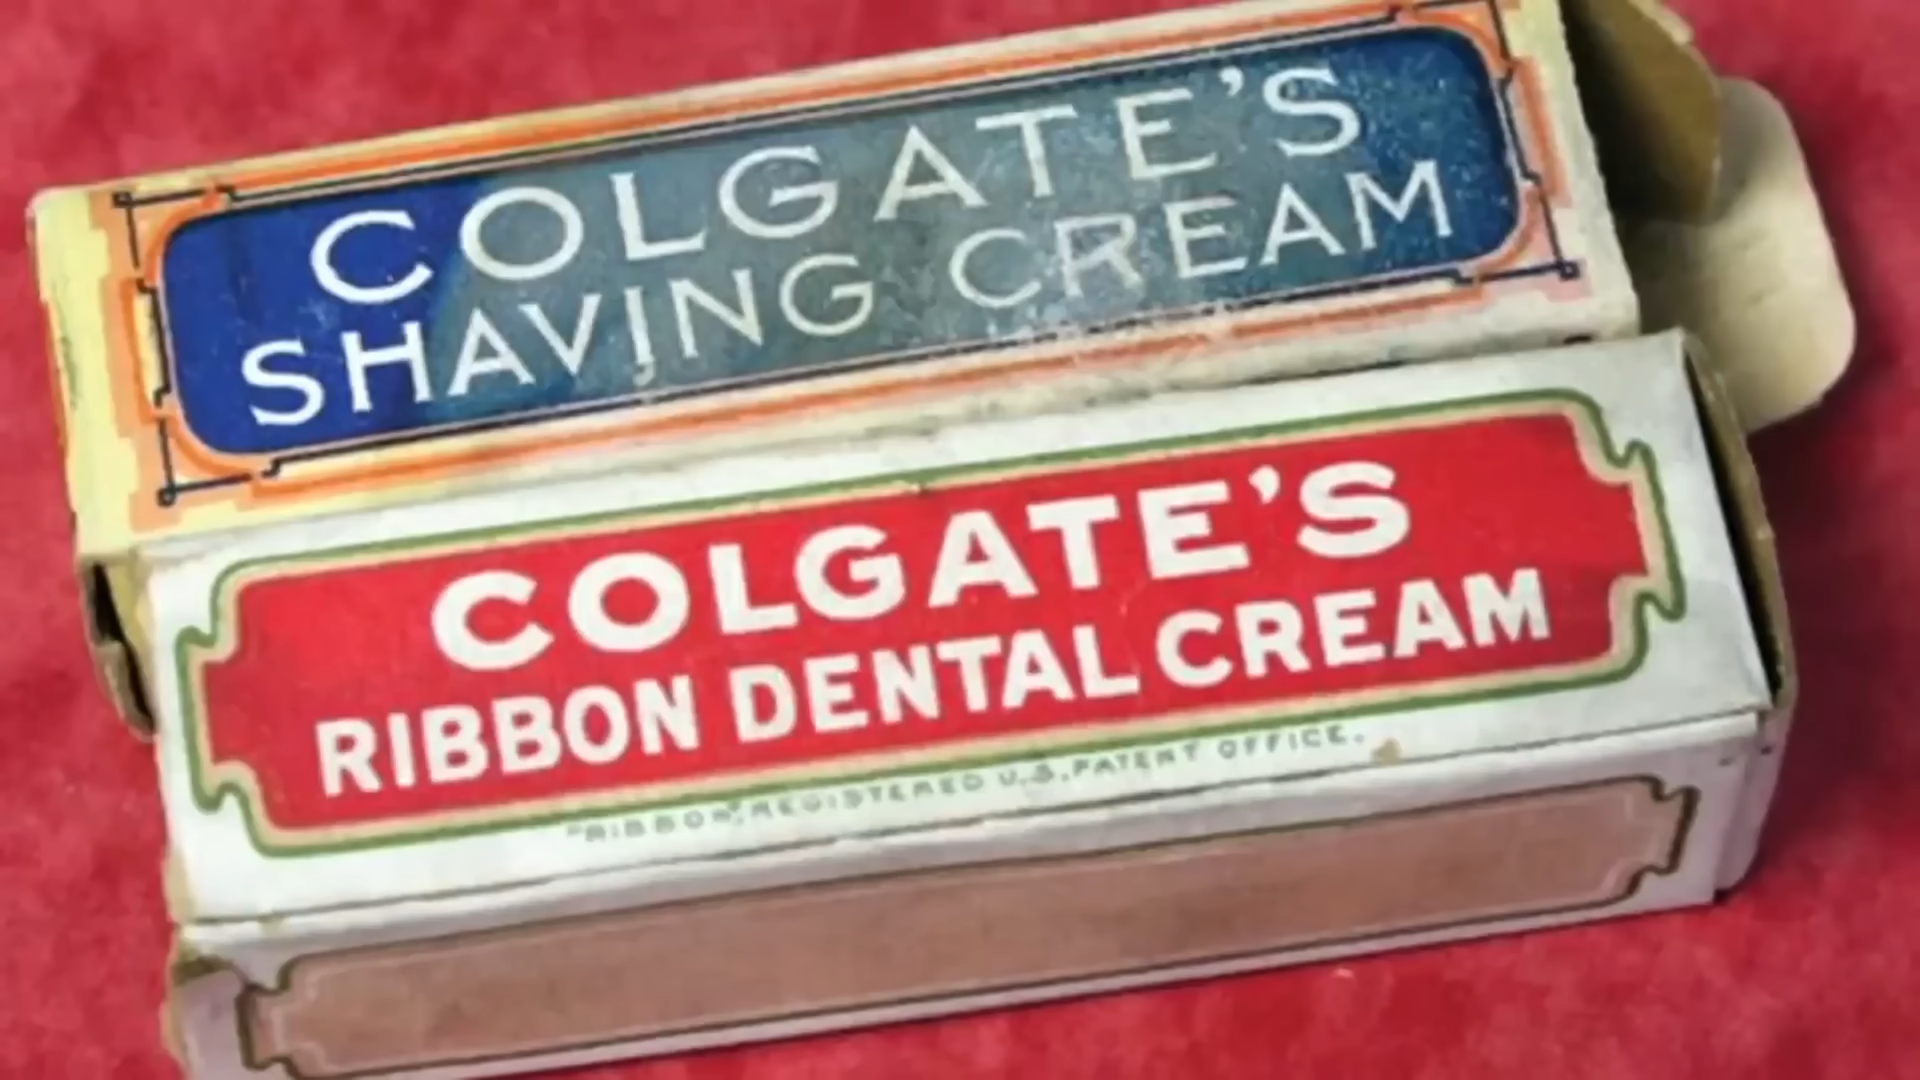 COLGATE'S
SHAVING CREAM
COLGATE'S
RIBBON DENTAL CREAM
"RIBBON", REGISTERED U.S. PATENT OFFICE.